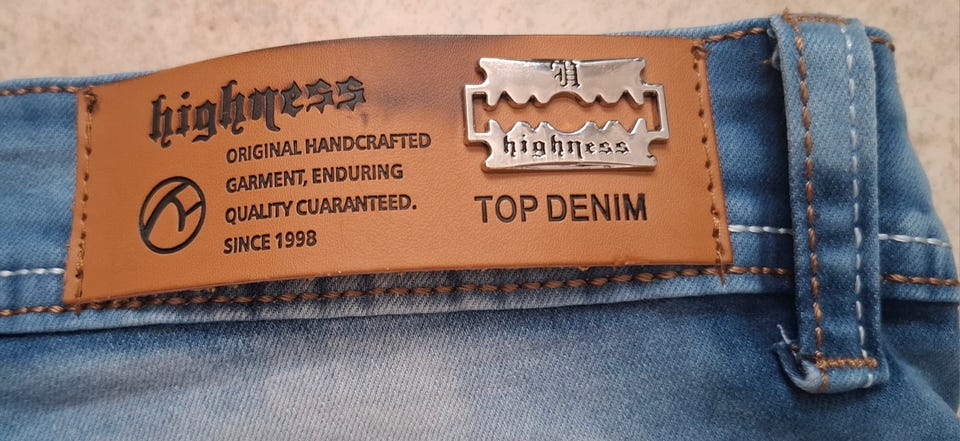 highness
ORIGINAL HANDCRAFTED
GARMENT, ENDURING
QUALITY CUARANTEED.
SINCE 1998
H
highness
TOP DENIM